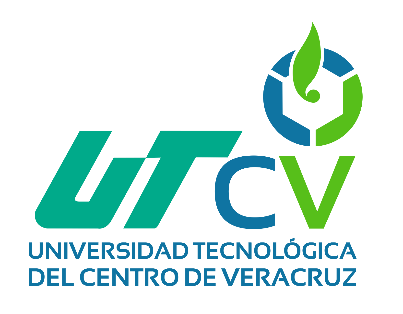 UTCV
UNIVERSIDAD TECNOLÓGICA
DEL CENTRO DE VERACRUZ